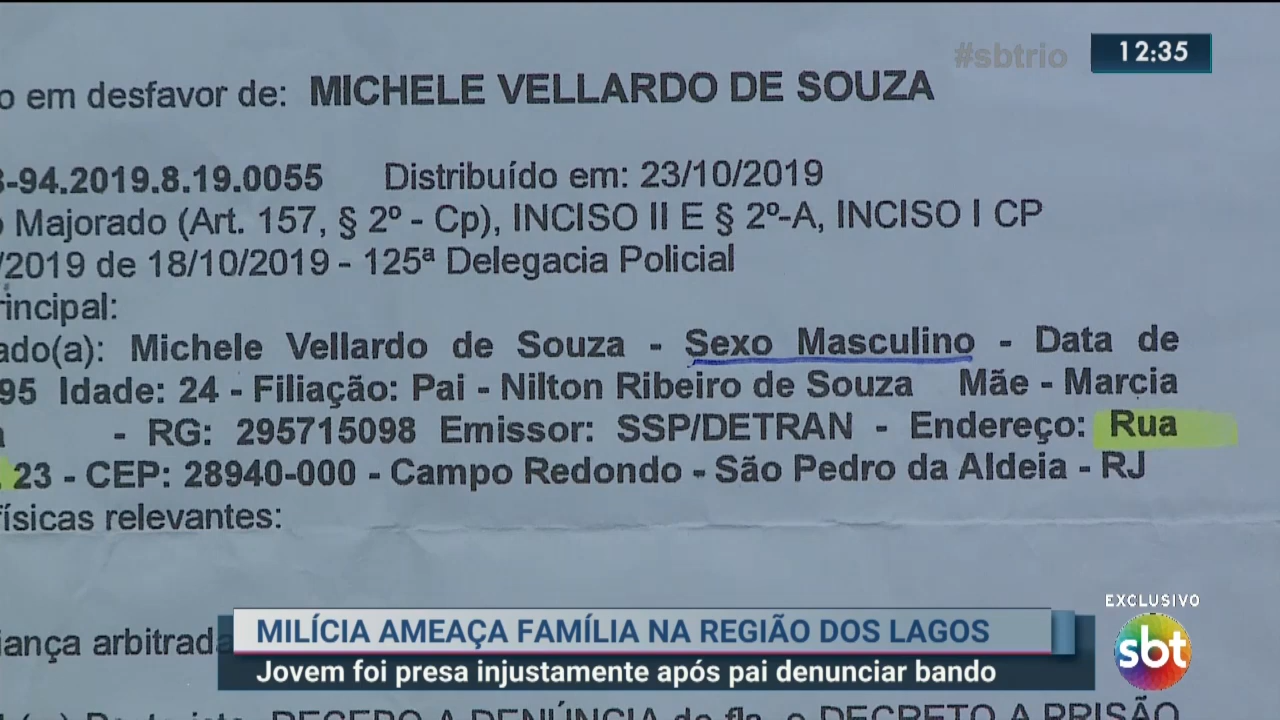 #sbtrio
12:35
o em desfavor de: MICHELE VELLARDO DE SOUZA
-94.2019.8.19.0055 Distribuído em: 23/10/2019
Majorado (Art. 157, § 2º - Cp), INCISO II E § 2º-A, INCISO I CP
/2019 de 18/10/2019 - 125ª Delegacia Policial
rincipal:
ado(a): Michele Vellardo de Souza - Sexo Masculino - Data de
95 Idade: 24 - Filiação: Pai - Nilton Ribeiro de Souza Mãe - Marcia
- RG: 295715098 Emissor: SSP/DETRAN - Endereço: Rua
23 - CEP: 28940-000 - Campo Redondo - São Pedro da Aldeia - RJ
físicas relevantes:
iança arbitrada
EXCLUSIVO
sbt
MILÍCIA AMEAÇA FAMÍLIA NA REGIÃO DOS LAGOS
Jovem foi presa injustamente após pai denunciar bando
DENÚNCIA de fls. e DECRETO A PRISÃO